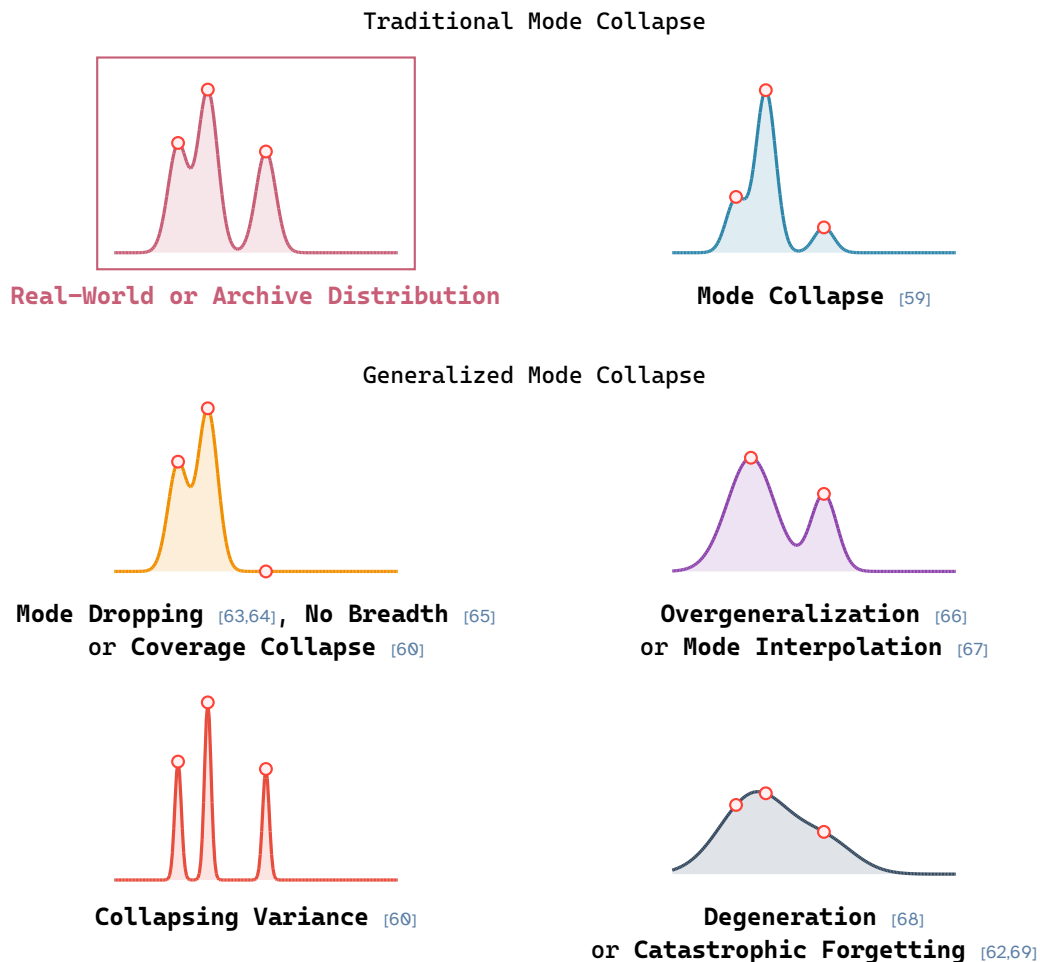 Traditional Mode Collapse
Real-World or Archive Distribution
Mode Collapse [59]
Generalized Mode Collapse
Mode Dropping [63,64], No Breadth [65]
or Coverage Collapse [60]
Overgeneralization [66]
or Mode Interpolation [67]
Collapsing Variance [60]
Degeneration [68]
or Catastrophic Forgetting [62,69]